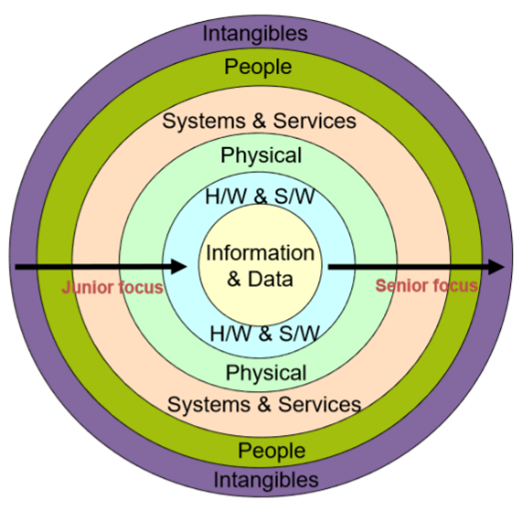 Intangibles
People
Systems & Services
Physical
H/W & S/W
Information
& Data
Junior focus
Senior focus
H/W & S/W
Physical
Systems & Services
People
Intangibles